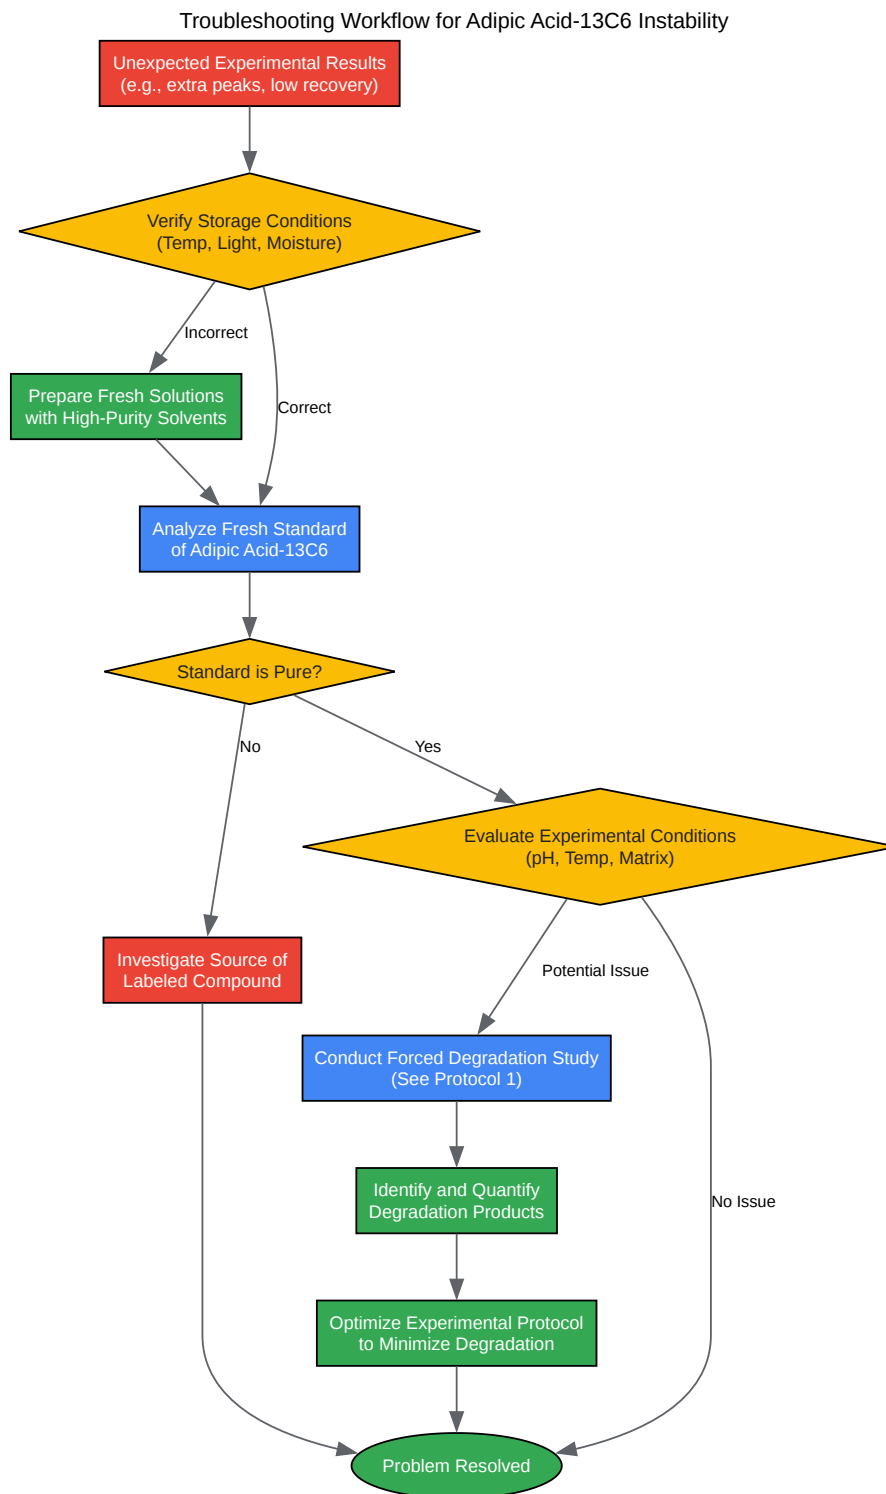 Troubleshooting Workflow for Adipic Acid-13C6 Instability
Unexpected Experimental Results
(e.g., extra peaks, low recovery)
Verify Storage Conditions
(Temp, Light, Moisture)
Incorrect
Prepare Fresh Solutions
with High-Purity Solvents
Correct
Analyze Fresh Standard
of Adipic Acid-13C6
Standard is Pure?
No
Yes
Evaluate Experimental Conditions
(pH, Temp, Matrix)
Investigate Source of
Labeled Compound
Potential Issue
Conduct Forced Degradation Study
(See Protocol 1)
Identify and Quantify
Degradation Products
No Issue
Optimize Experimental Protocol
to Minimize Degradation
Problem Resolved